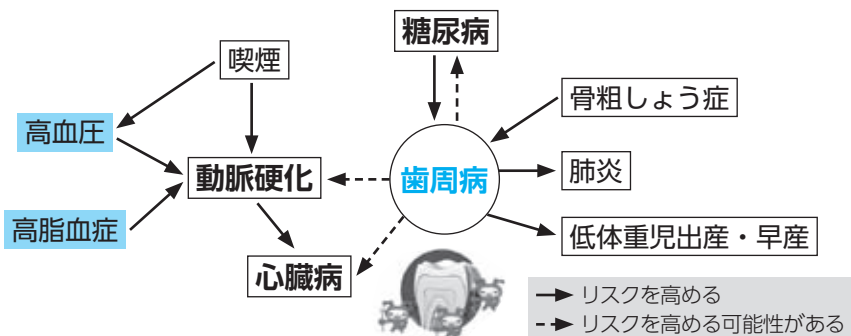 糖尿病
喫煙
骨粗しょう症
高血圧
動脈硬化
歯周病
肺炎
高脂血症
低体重児出産・早産
心臓病
リスクを高める
リスクを高める可能性がある